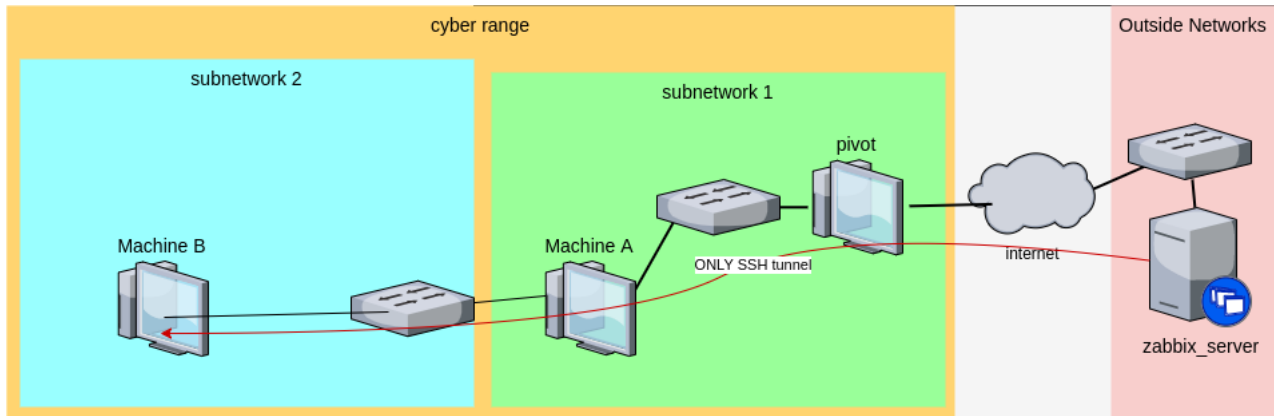 cyber range
Outside Networks
subnetwork 2
subnetwork 1
pivot
Machine B
Machine A
ONLY SSH tunnel
internet
zabbix_server